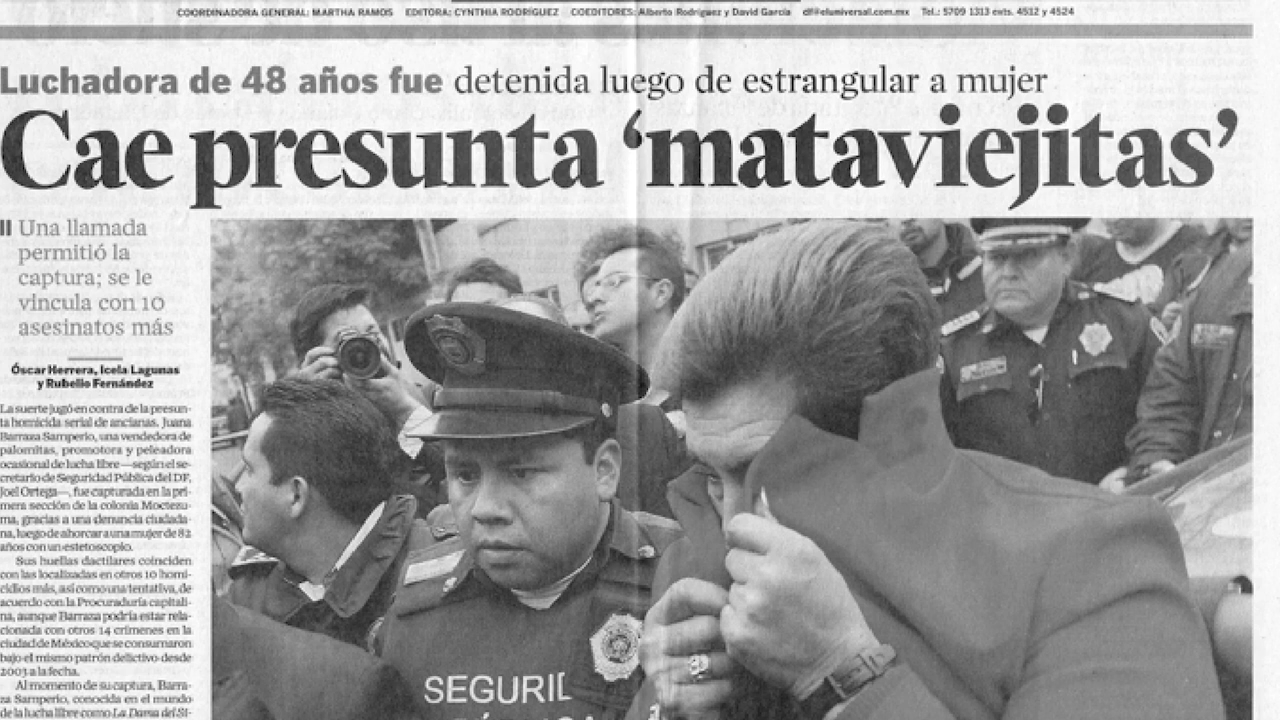 COORDINADORA GENERAL: MARTHA RAMOS EDITORA: CYNTHIA RODRÍGUEZ COEDITORES: Alberto Rodríguez y David García df@eluniversal.com.mx Tel.: 5709 1313 exts. 4512 y 4524
Luchadora de 48 años fue detenida luego de estrangular a mujer
Cae presunta ‘mataviejitas’
Una llamada
permitió la
captura; se le
vincula con 10
asesinatos más
Óscar Herrera, Icela Lagunas
y Rubelio Fernández
La suerte jugó en contra de la presun-
ta homicida serial de ancianas. Juana
Barraza Samperio, una vendedora de
palomitas, promotora y peleadora
ocasional de lucha libre —según el se-
cretario de Seguridad Pública del DF,
Joel Ortega—, fue capturada en la pri-
mera sección de la colonia Moctezu-
ma, gracias a una denuncia ciudada-
na, luego de ahorcar a una mujer de 82
años con un estetoscopio.
Sus huellas dactilares coinciden
con las localizadas en otros 10 homi-
cidios más, así como una tentativa, de
acuerdo con la Procuraduría capitali-
na, aunque Barraza podría estar rela-
cionada con otros 14 crímenes en la
ciudad de México que se consumaron
bajo el mismo patrón delictivo desde
2003 a la fecha.
Al momento de su captura, Barra-
za Samperio, conocida en el mundo
de la lucha libre como La Dama del Si-
SEGURID